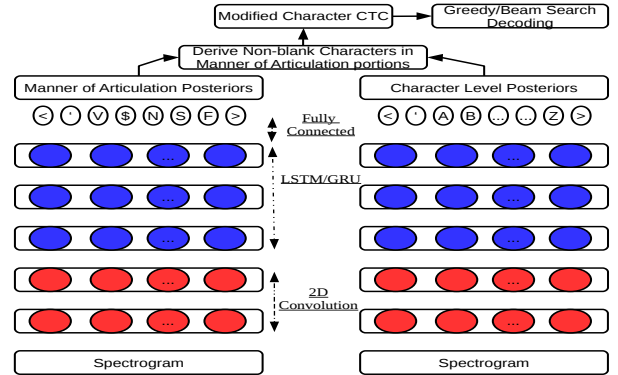 Modified Character CTC
Greedy/Beam Search
Decoding
Derive Non-blank Characters in
Manner of Articulation portions
Manner of Articulation Posteriors
Character Level Posteriors
< ' V $ N S F >
Fully
Connected
< ' A B ... ... Z >
...
...
LSTM/GRU
...
...
...
...
...
...
2D
Convolution
...
...
Spectrogram
Spectrogram